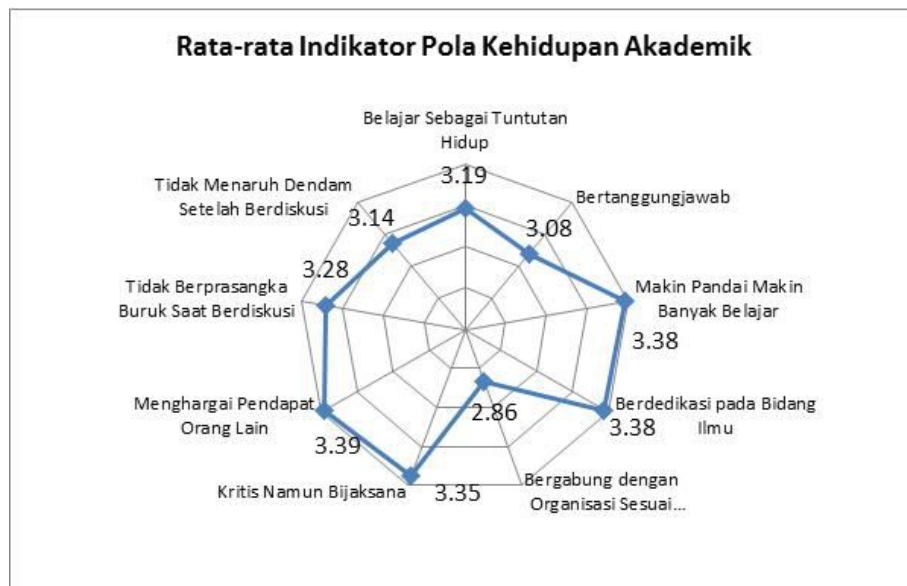 Rata-rata Indikator Pola Kehidupan Akademik
Belajar Sebagai Tuntutan
Hidup
3.19
Bertanggungjawab
3.08
Makin Pandai Makin
Banyak Belajar
3.38
Berdedikasi pada Bidang
Ilmu
3.38
Bergabung dengan
Organisasi Sesuai...
2.86
Kritis Namun Bijaksana
3.35
Menghargai Pendapat
Orang Lain
3.39
Tidak Berprasangka
Buruk Saat Berdiskusi
3.28
Tidak Menaruh Dendam
Setelah Berdiskusi
3.14